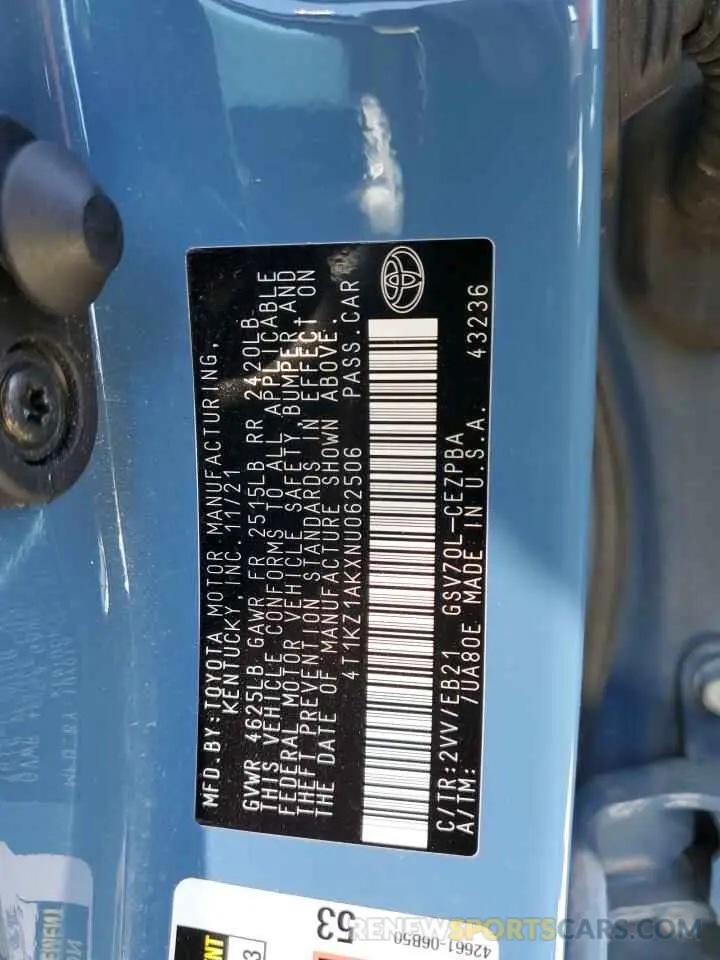 MFD.BY:TOYOTA MOTOR MANUFACTURING,
KENTUCKY, INC. 11/21
GVWR 4625LB GAWR FR 2515LB RR 2420LB
THIS VEHICLE CONFORMS TO ALL APPLICABLE
FEDERAL MOTOR VEHICLE SAFETY, BUMPER, AND
THEFT PREVENTION STANDARDS IN EFFECT ON
THE DATE OF MANUFACTURE SHOWN ABOVE.
4T1KZ1AKXNU062506 PASS.CAR
C/TR:2VV/EB21 GSV70L-CEZPBA
A/TM: 7UA80E MADE IN U.S.A. 43236
53
42661-06B50
RENEWSPORTSCARS.COM